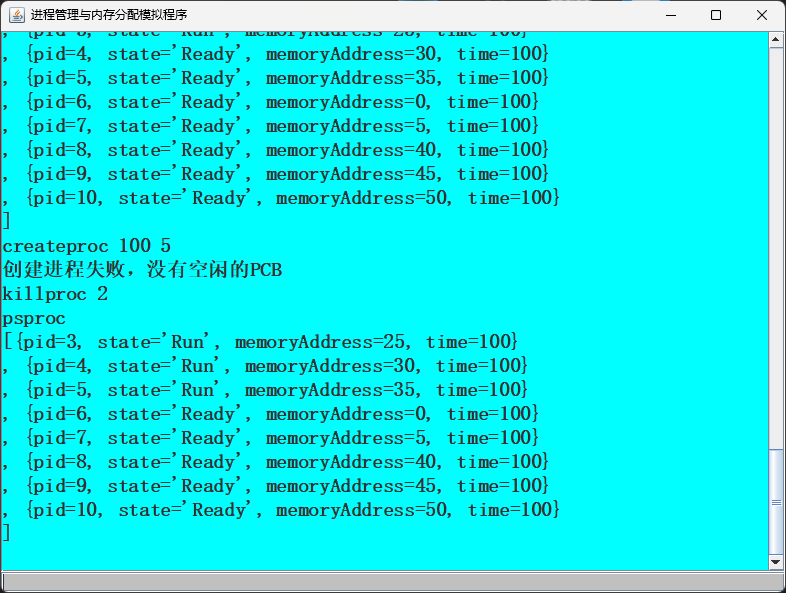 进程管理与内存分配模拟程序
, {pid=3, state='Run', memoryAddress=25, time=100}
, {pid=4, state='Ready', memoryAddress=30, time=100}
, {pid=5, state='Ready', memoryAddress=35, time=100}
, {pid=6, state='Ready', memoryAddress=0, time=100}
, {pid=7, state='Ready', memoryAddress=5, time=100}
, {pid=8, state='Ready', memoryAddress=40, time=100}
, {pid=9, state='Ready', memoryAddress=45, time=100}
, {pid=10, state='Ready', memoryAddress=50, time=100}
]
createproc 100 5
创建进程失败，没有空闲的PCB
killproc 2
psproc
[{pid=3, state='Run', memoryAddress=25, time=100}
, {pid=4, state='Run', memoryAddress=30, time=100}
, {pid=5, state='Run', memoryAddress=35, time=100}
, {pid=6, state='Ready', memoryAddress=0, time=100}
, {pid=7, state='Ready', memoryAddress=5, time=100}
, {pid=8, state='Ready', memoryAddress=40, time=100}
, {pid=9, state='Ready', memoryAddress=45, time=100}
, {pid=10, state='Ready', memoryAddress=50, time=100}
]